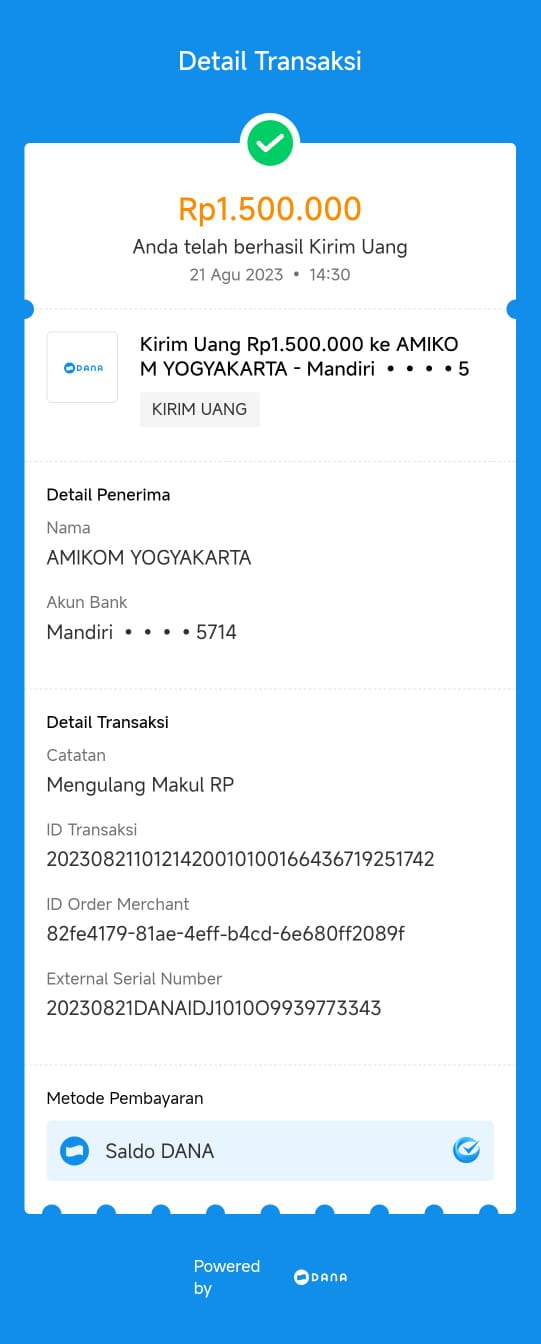 Detail Transaksi
Rp1.500.000
Anda telah berhasil Kirim Uang
21 Agu 2023 • 14:30
DANA
Kirim Uang Rp1.500.000 ke AMIKO
M YOGYAKARTA - Mandiri • • • • 5
KIRIM UANG
Detail Penerima
Nama
AMIKOM YOGYAKARTA
Akun Bank
Mandiri • • • • 5714
Detail Transaksi
Catatan
Mengulang Makul RP
ID Transaksi
2023082110121420010100166436719251742
ID Order Merchant
82fe4179-81ae-4eff-b4cd-6e680ff2089f
External Serial Number
20230821DANAIDJ1010O9939773343
Metode Pembayaran
Saldo DANA
Powered
by
DANA